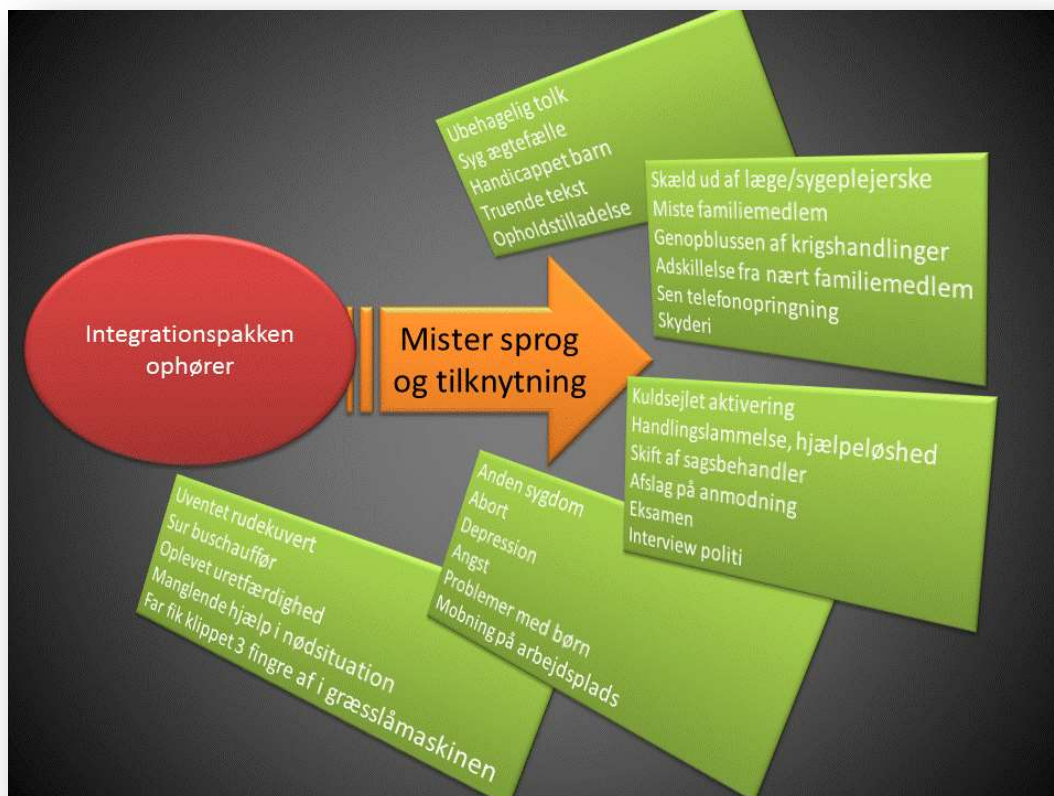 Integrationspakken
ophører
Mister sprog
og tilknytning
Ubehagelig tolk
Syg ægtefælle
Handicappet barn
Truende tekst
Opholdstilladelse
Skæld ud af læge/sygeplejerske
Miste familiemedlem
Genopblussen af krigshandlinger
Adskillelse fra nært familiemedlem
Sen telefonopringning
Skyderi
Kuldsejlet aktivering
Handlingslammelse, hjælpeløshed
Skift af sagsbehandler
Afslag på anmodning
Eksamen
Interview politi
Anden sygdom
Abort
Depression
Angst
Problemer med børn
Mobning på arbejdsplads
Uventet rudekuvert
Sur buschauffør
Oplevet uretfærdighed
Manglende hjælp i nødsituation
Far fik klippet 3 fingre af i græsslåmaskinen